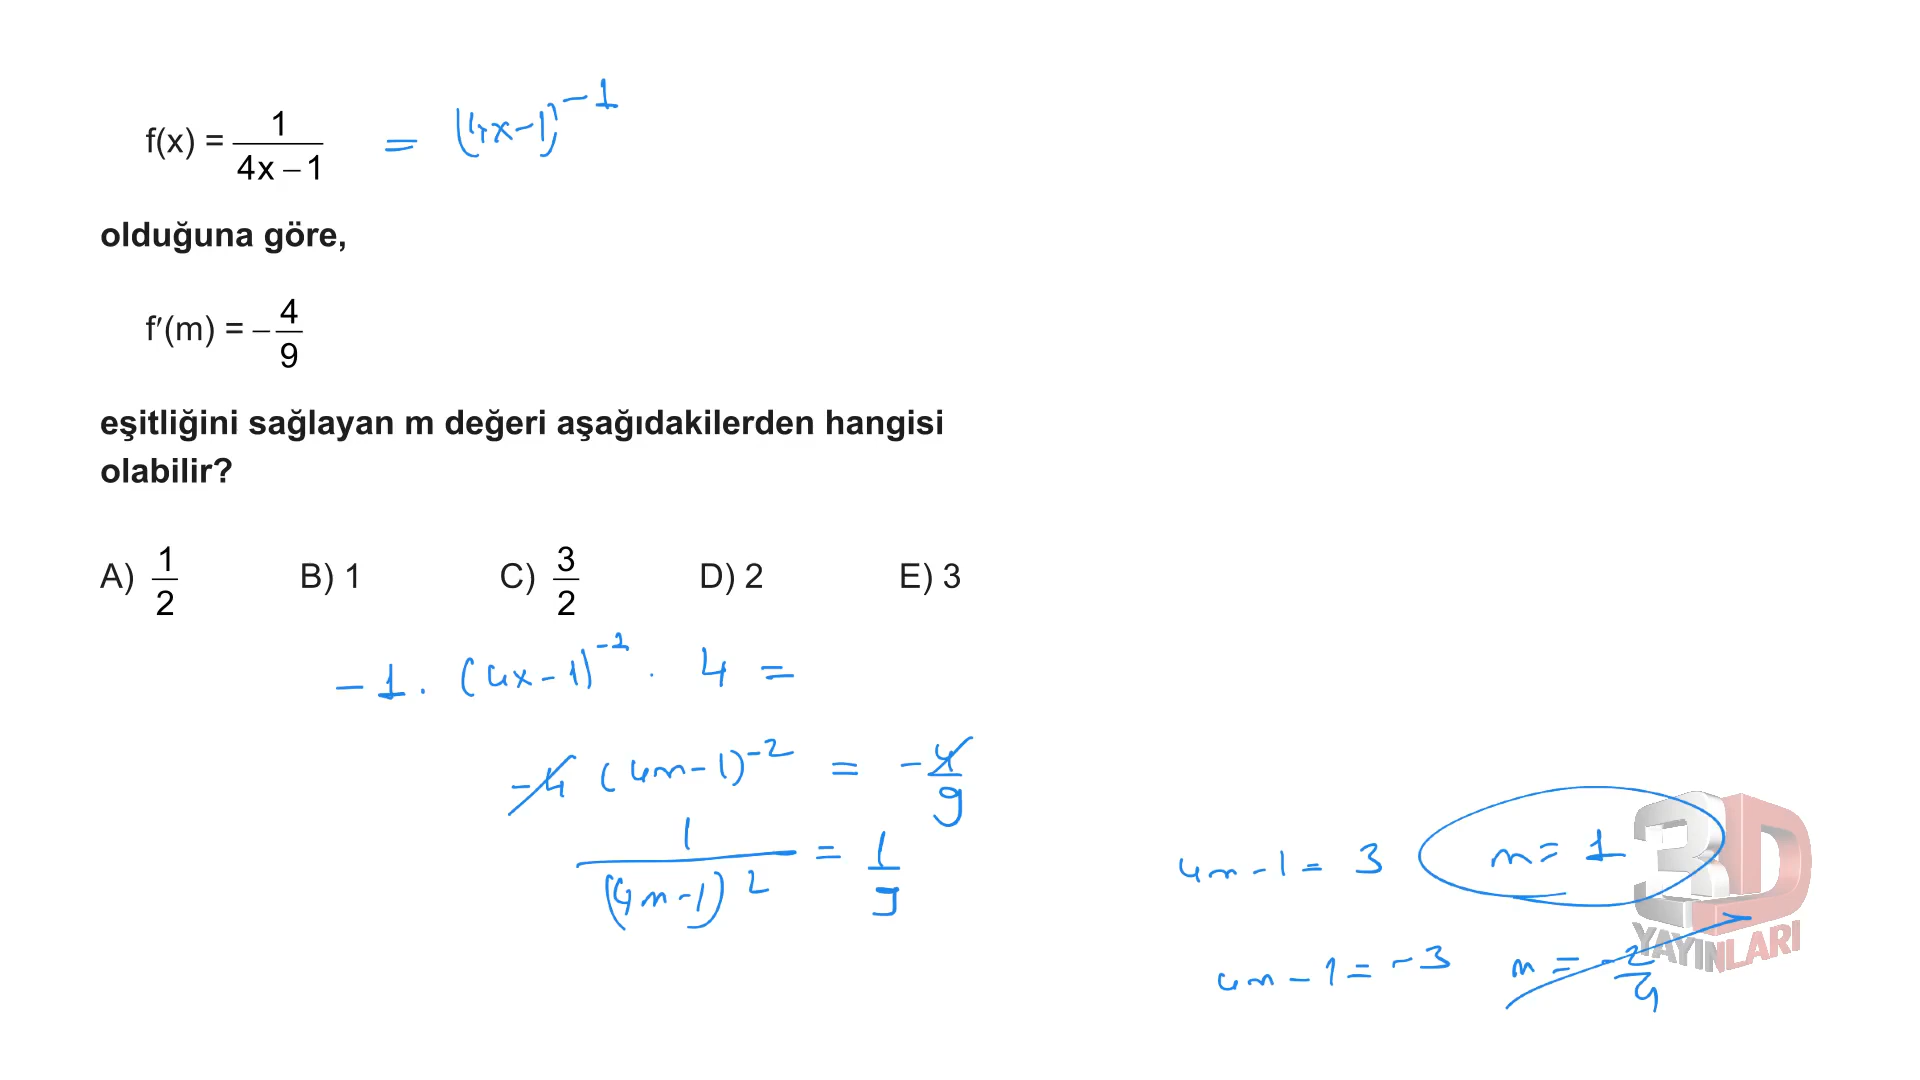 f(x) = 1/(4x – 1) = (4x-1)^-1
olduğuna göre,
f′(m) = – 4/9
eşitliğini sağlayan m değeri aşağıdakilerden hangisi
olabilir?
A) 1/2 B) 1 C) 3/2 D) 2 E) 3
-1 . (4x-1)^-2 . 4 =
-4 (4m-1)^-2 = -4/9
1/(4m-1)^2 = 1/9
4m-1 = 3 m = 1
4m-1 = -3 m = -2/4
3D
YAYINLARI